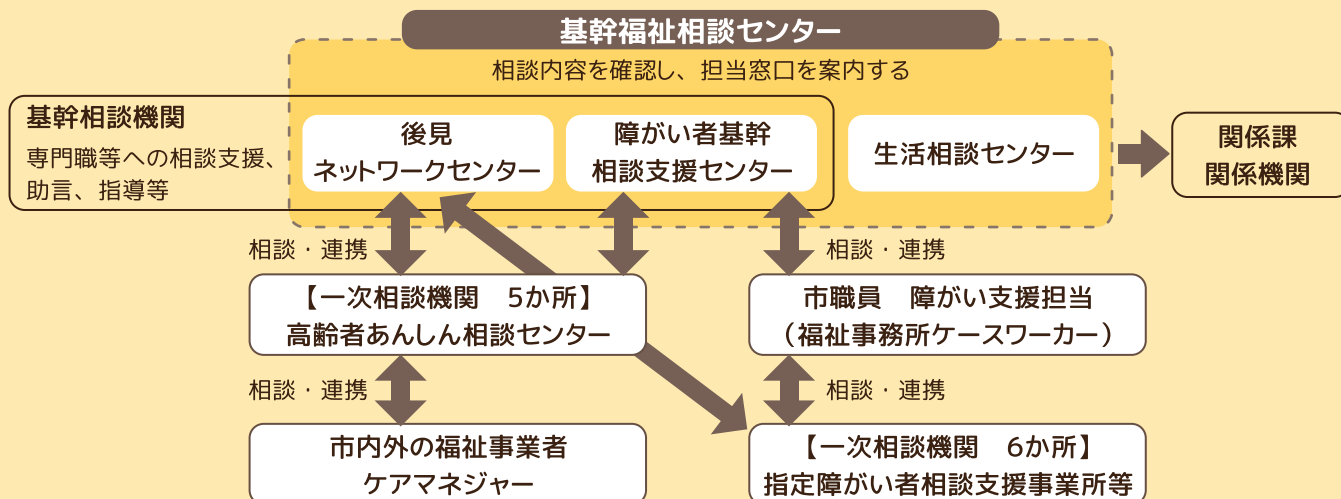 基幹福祉相談センター
相談内容を確認し、担当窓口を案内する
基幹相談機関
専門職等への相談支援、
助言、指導等
後見
ネットワークセンター
障がい者基幹
相談支援センター
生活相談センター
関係課
関係機関
相談・連携
相談・連携
【一次相談機関　5か所】
高齢者あんしん相談センター
市職員　障がい支援担当
（福祉事務所ケースワーカー）
相談・連携
相談・連携
市内外の福祉事業者
ケアマネジャー
【一次相談機関　6か所】
指定障がい者相談支援事業所等